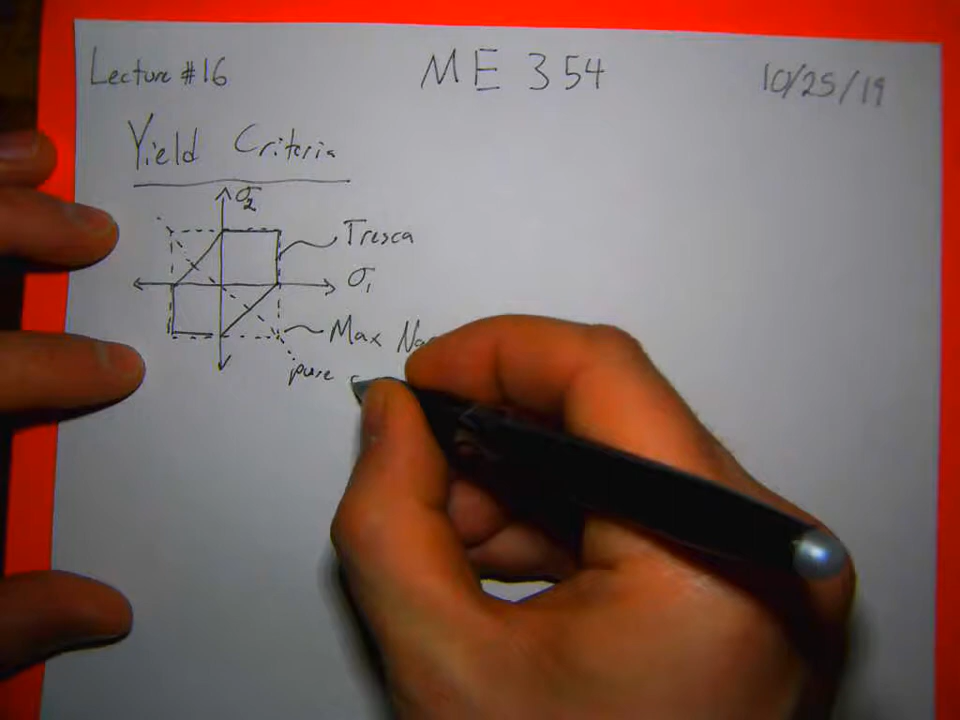 Lecture #16 ME 354 10/25/19
Yield Criteria
σ2
Tresca
σ1
Max
pure